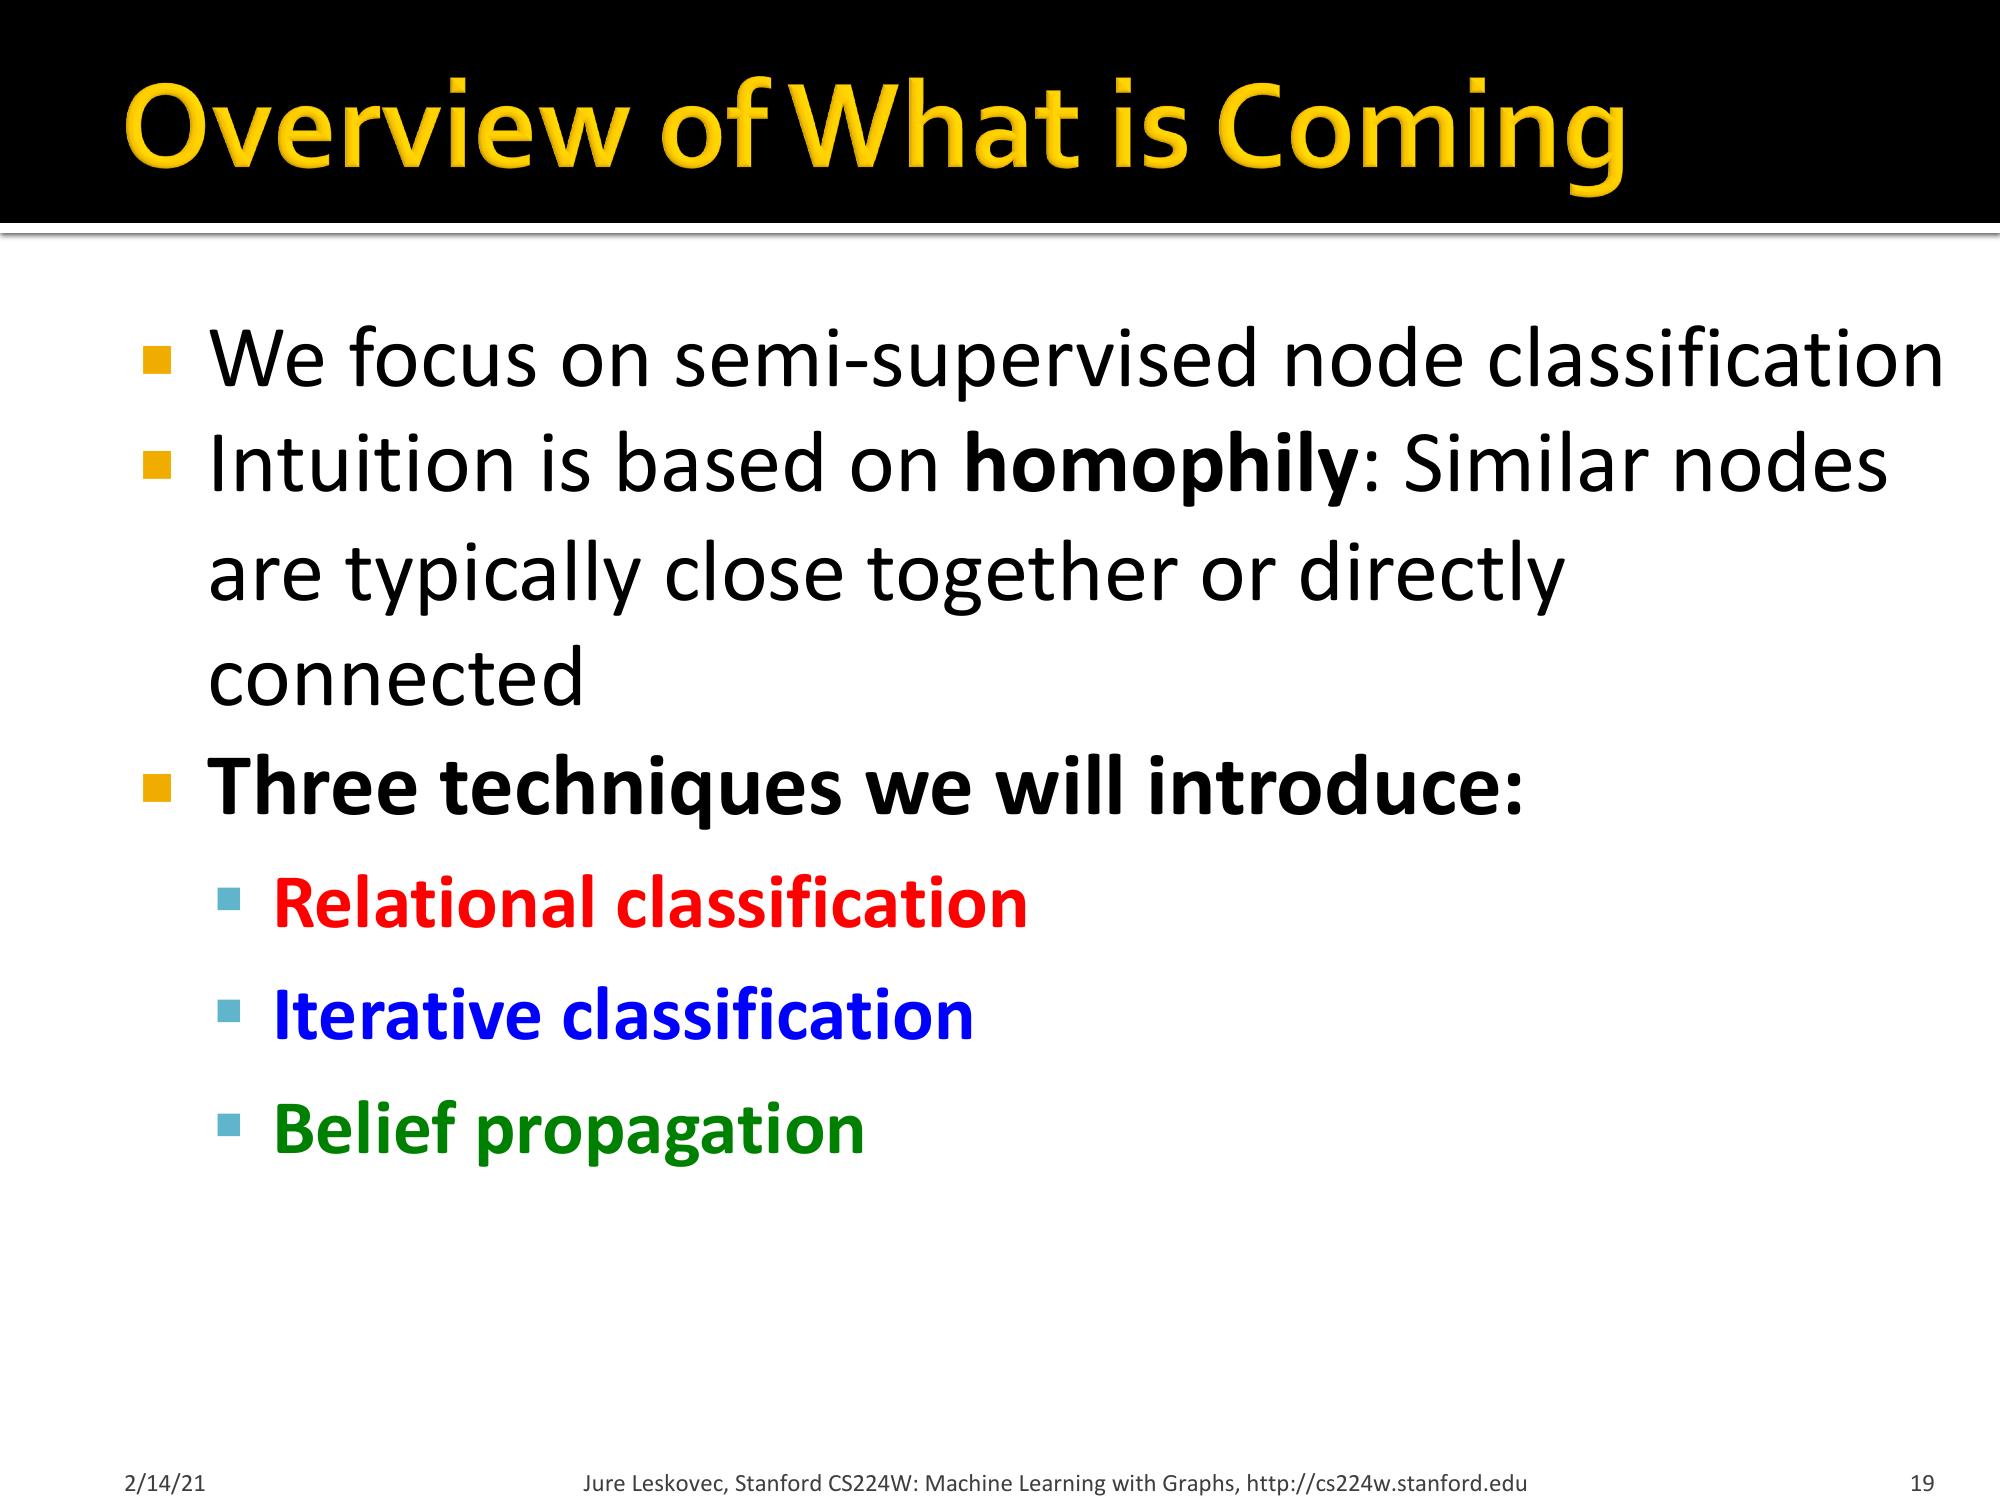 Overview of What is Coming
We focus on semi-supervised node classification
Intuition is based on homophily: Similar nodes
are typically close together or directly
connected
Three techniques we will introduce:
Relational classification
Iterative classification
Belief propagation
2/14/21
Jure Leskovec, Stanford CS224W: Machine Learning with Graphs, http://cs224w.stanford.edu
19